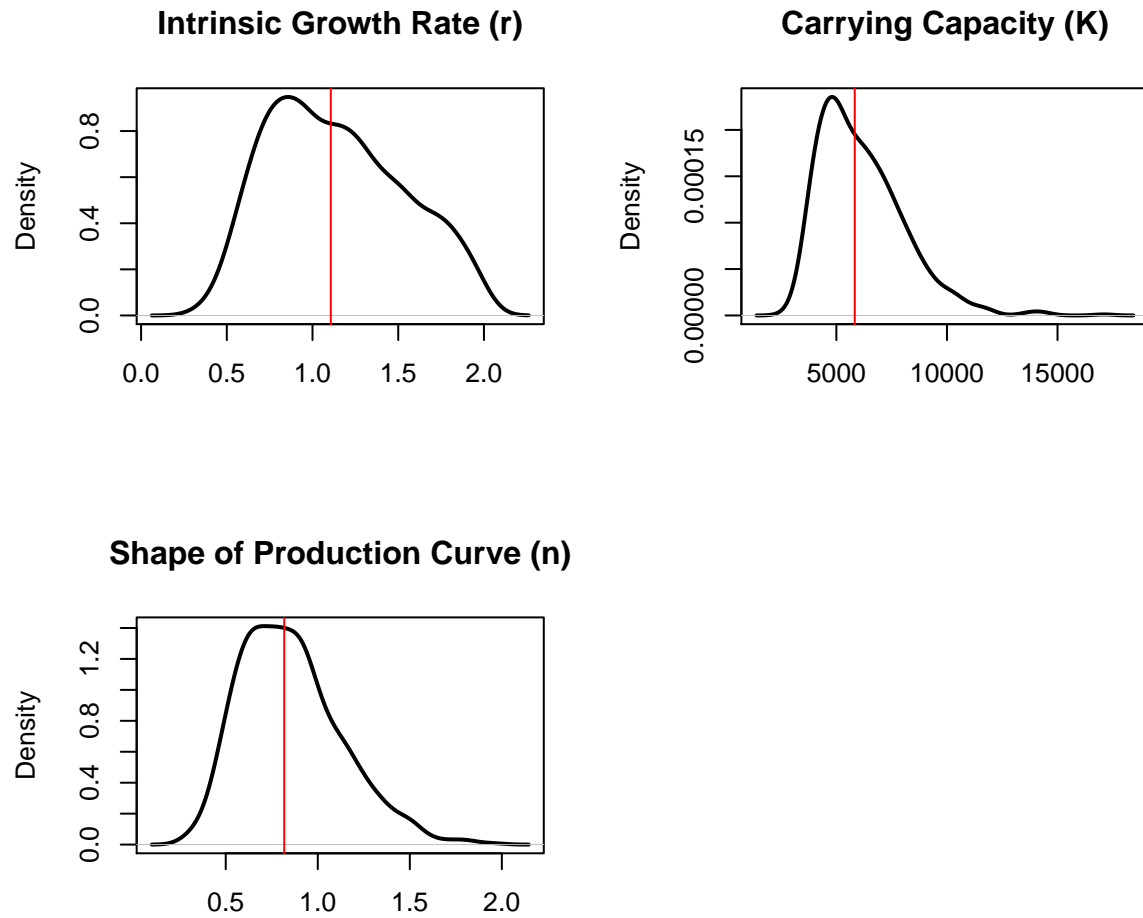 Intrinsic Growth Rate (r)
Density
0.0
0.4
0.8
0.0 0.5 1.0 1.5 2.0
Carrying Capacity (K)
Density
0.00000
0.00015
5000 10000 15000
Shape of Production Curve (n)
Density
0.0
0.4
0.8
1.2
0.5 1.0 1.5 2.0